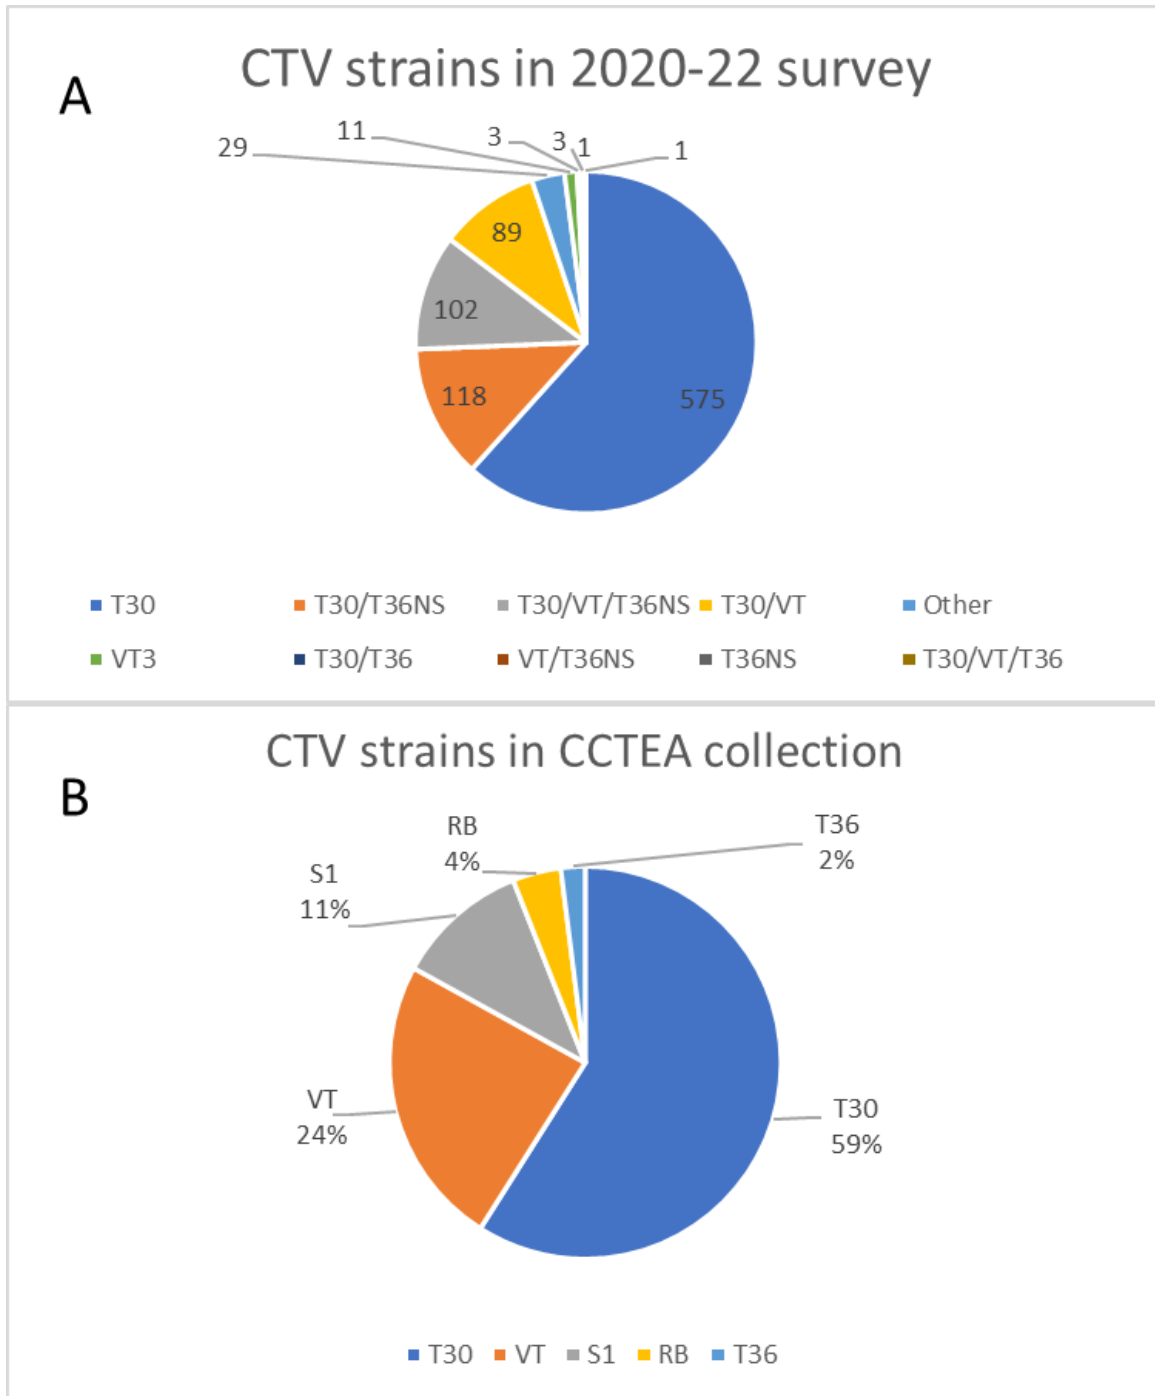 CTV strains in 2020-22 survey
A
29
11
3
3
1
1
89
102
118
575
T30
T30/T36NS
T30/VT/T36NS
T30/VT
Other
VT3
T30/T36
VT/T36NS
T36NS
T30/VT/T36
CTV strains in CCTEA collection
B
RB
4%
T36
2%
S1
11%
VT
24%
T30
59%
T30 VT S1 RB T36